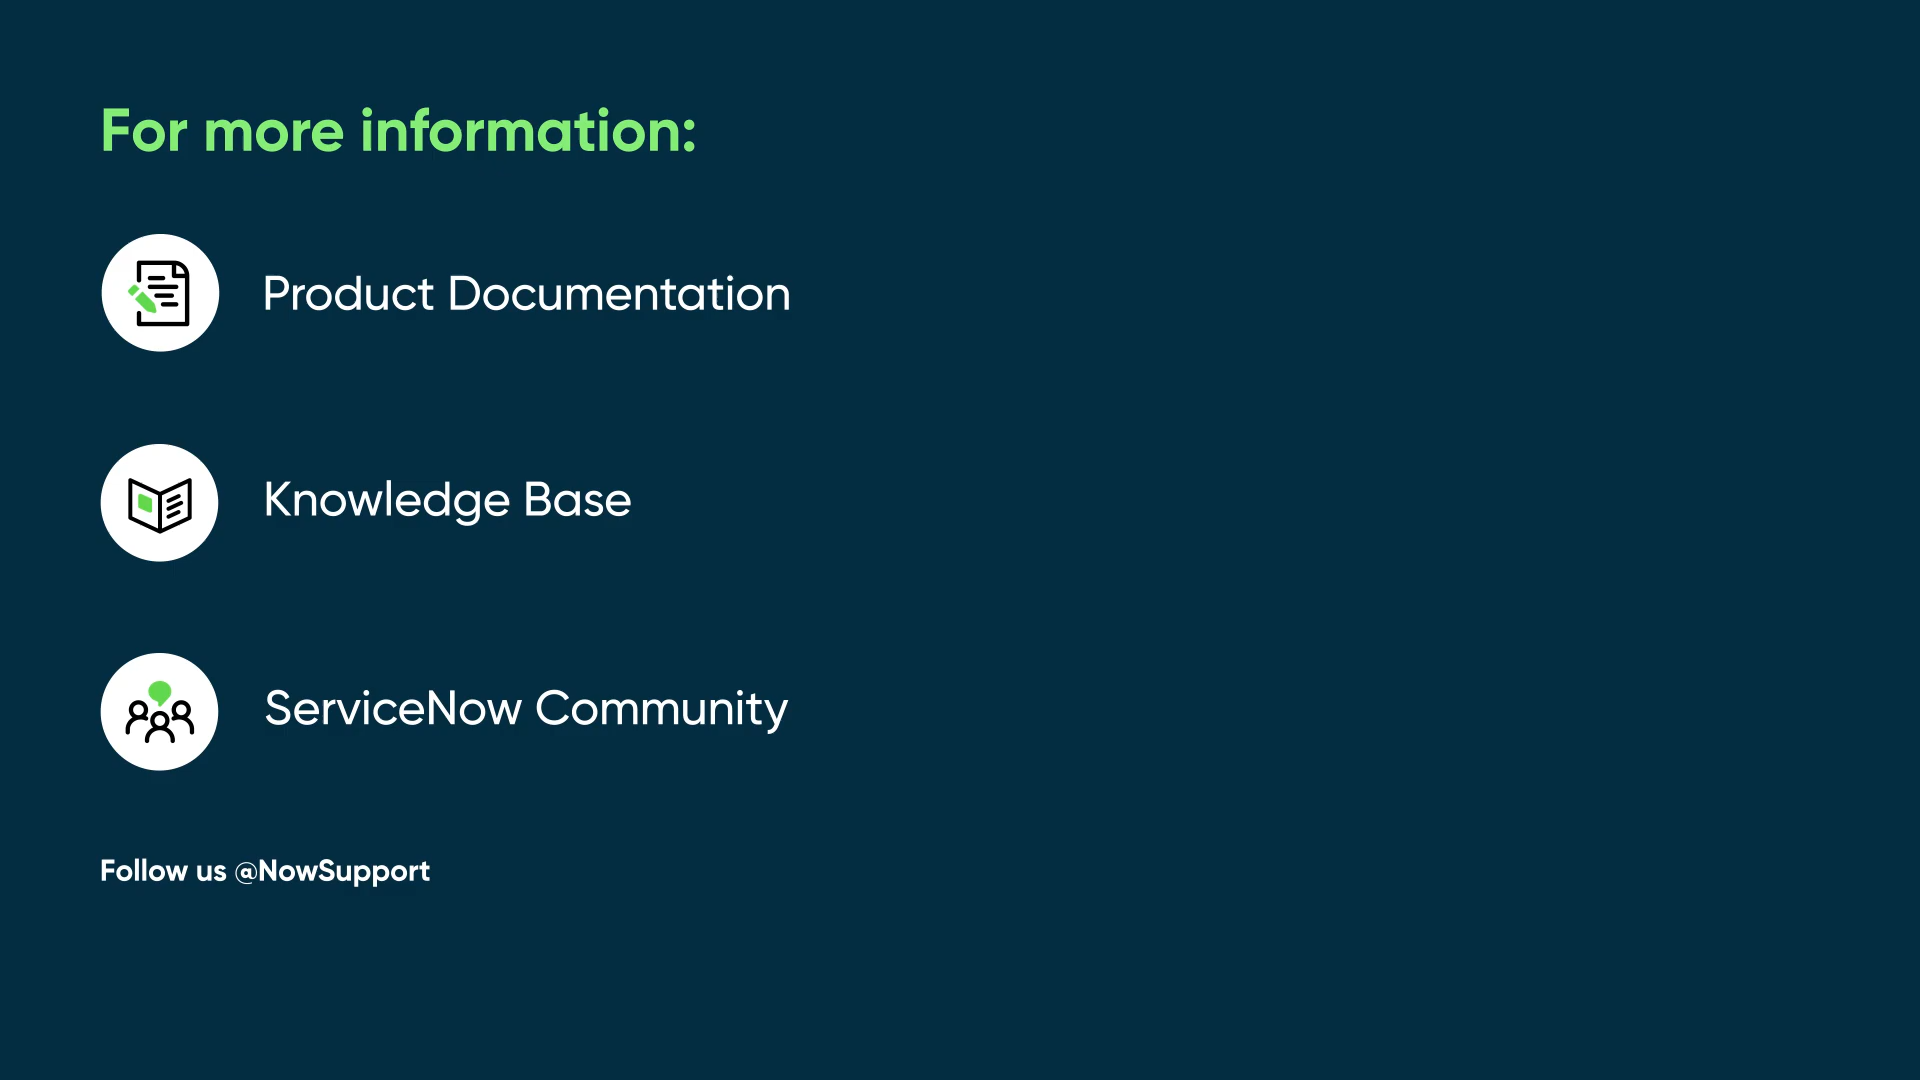 For more information:
Product Documentation
Knowledge Base
ServiceNow Community
Follow us @NowSupport